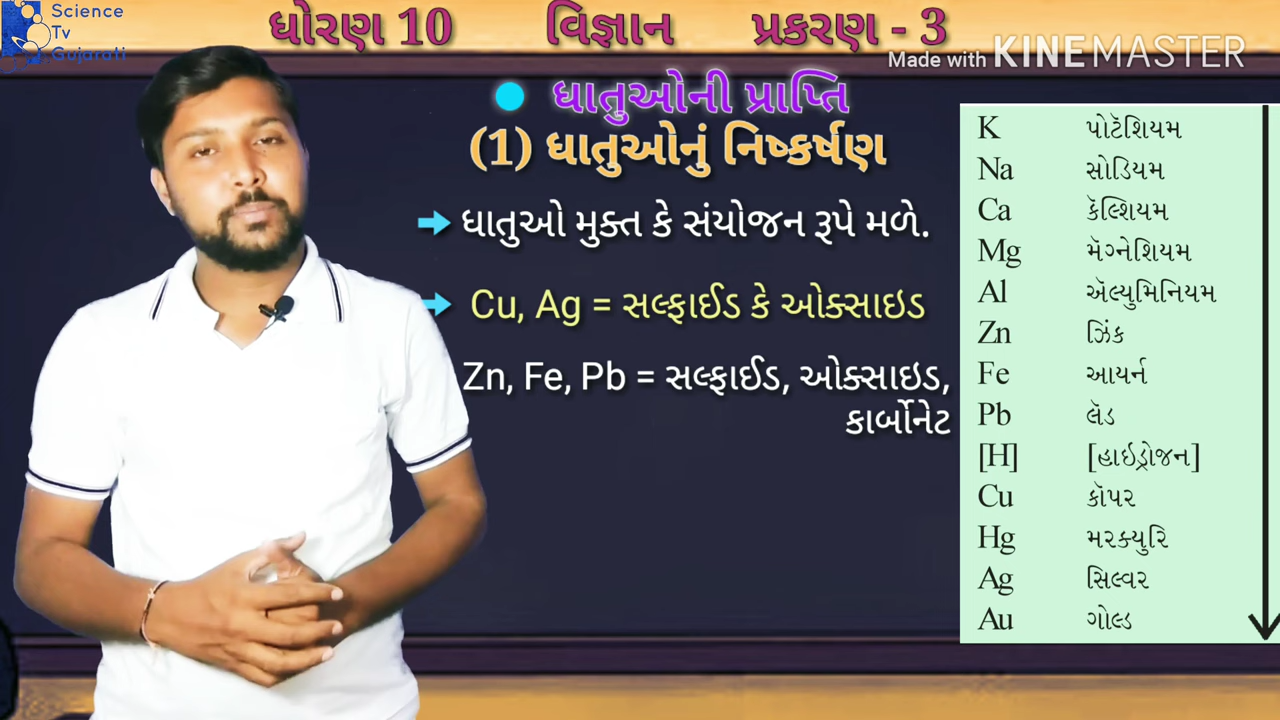 Science
Tv
Gujarati
ધોરણ 10 વિજ્ઞાન પ્રકરણ - 3
Made with KINEMASTER
ધાતુઓની પ્રાપ્તિ
(1) ધાતુઓનું નિષ્કર્ષણ
ધાતુઓ મુક્ત કે સંયોજન રૂપે મળે.
Cu, Ag = સલ્ફાઈડ કે ઓક્સાઇડ
Zn, Fe, Pb = સલ્ફાઈડ, ઓક્સાઇડ,
કાર્બોનેટ
K પોટૅશિયમ
Na સોડિયમ
Ca કૅલ્શિયમ
Mg મૅગ્નેશિયમ
Al ઍલ્યુમિનિયમ
Zn ઝિંક
Fe આયર્ન
Pb લૅડ
[H] [હાઇડ્રોજન]
Cu કૉપર
Hg મરક્યુરિ
Ag સિલ્વર
Au ગોલ્ડ